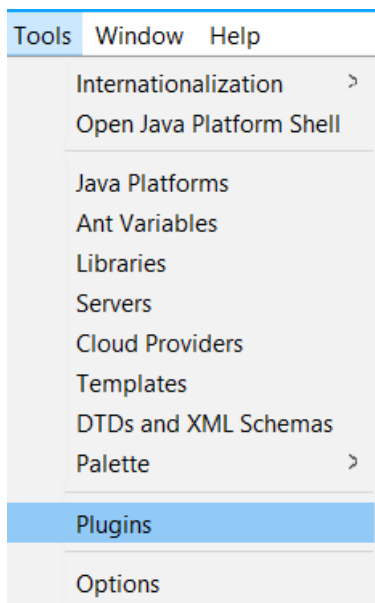 Tools Window Help
Internationalization >
Open Java Platform Shell
Java Platforms
Ant Variables
Libraries
Servers
Cloud Providers
Templates
DTDs and XML Schemas
Palette >
Plugins
Options